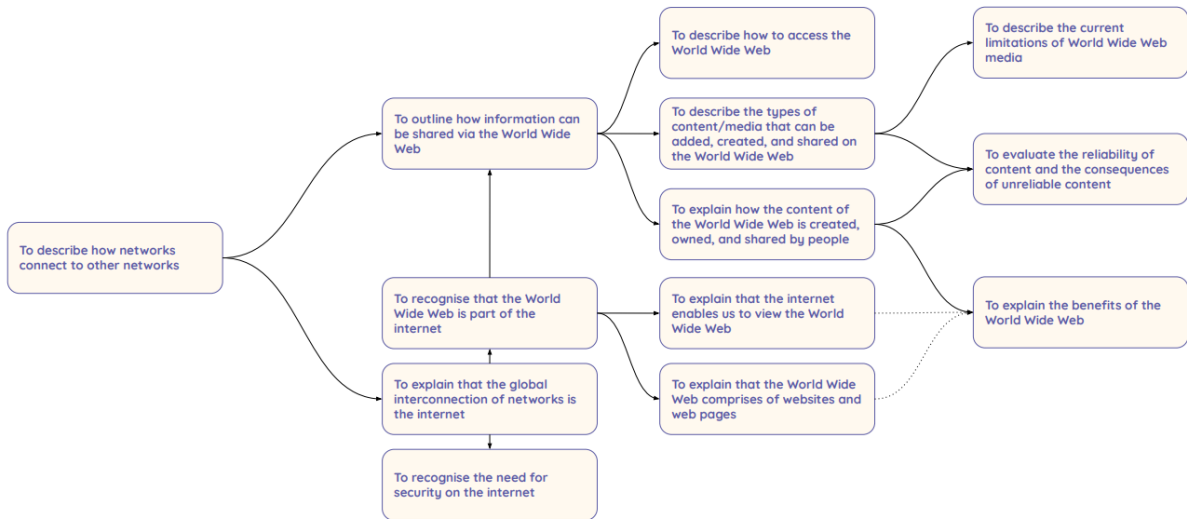 To describe how networks
connect to other networks
To outline how information can
be shared via the World Wide
Web
To recognise that the World
Wide Web is part of the
internet
To explain that the global
interconnection of networks is
the internet
To recognise the need for
security on the internet
To describe how to access the
World Wide Web
To describe the types of
content/media that can be
added, created, and shared on
the World Wide Web
To explain how the content of
the World Wide Web is created,
owned, and shared by people
To explain that the internet
enables us to view the World
Wide Web
To explain that the World Wide
Web comprises of websites and
web pages
To describe the current
limitations of World Wide Web
media
To evaluate the reliability of
content and the consequences
of unreliable content
To explain the benefits of the
World Wide Web